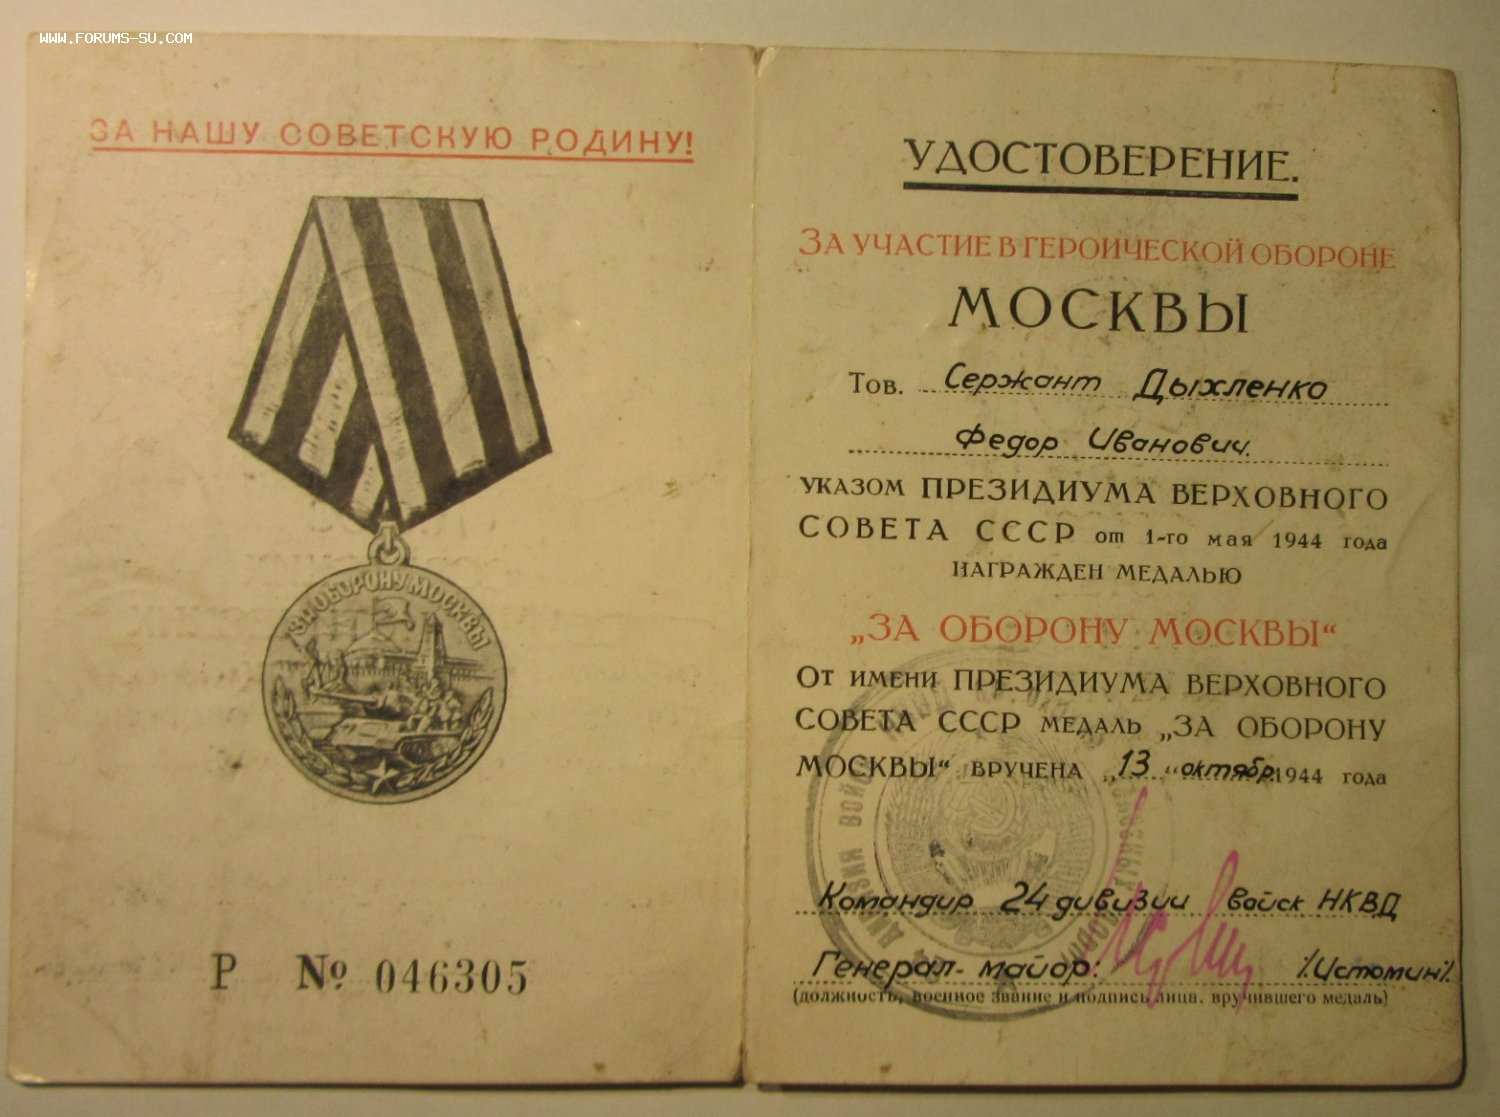 WWW.FORUMS-SU.COM
ЗА НАШУ СОВЕТСКУЮ РОДИНУ!
ЗА ОБОРОНУ МОСКВЫ
Р № 046305
УДОСТОВЕРЕНИЕ.
ЗА УЧАСТИЕ В ГЕРОИЧЕСКОЙ ОБОРОНЕ
МОСКВЫ
Тов. Сержант Дыхленко
Федор Иванович.
УКАЗОМ ПРЕЗИДИУМА ВЕРХОВНОГО
СОВЕТА СССР от 1-го мая 1944 года
НАГРАЖДЕН МЕДАЛЬЮ
„ЗА ОБОРОНУ МОСКВЫ“
ОТ ИМЕНИ ПРЕЗИДИУМА ВЕРХОВНОГО
СОВЕТА СССР МЕДАЛЬ „ЗА ОБОРОНУ
МОСКВЫ“ ВРУЧЕНА „13“ октябр. 1944 года
Командир 24 дивизии войск НКВД
Генерал-майор: /Истомин/.
(должность, военное звание и подпись лица, вручившего медаль)